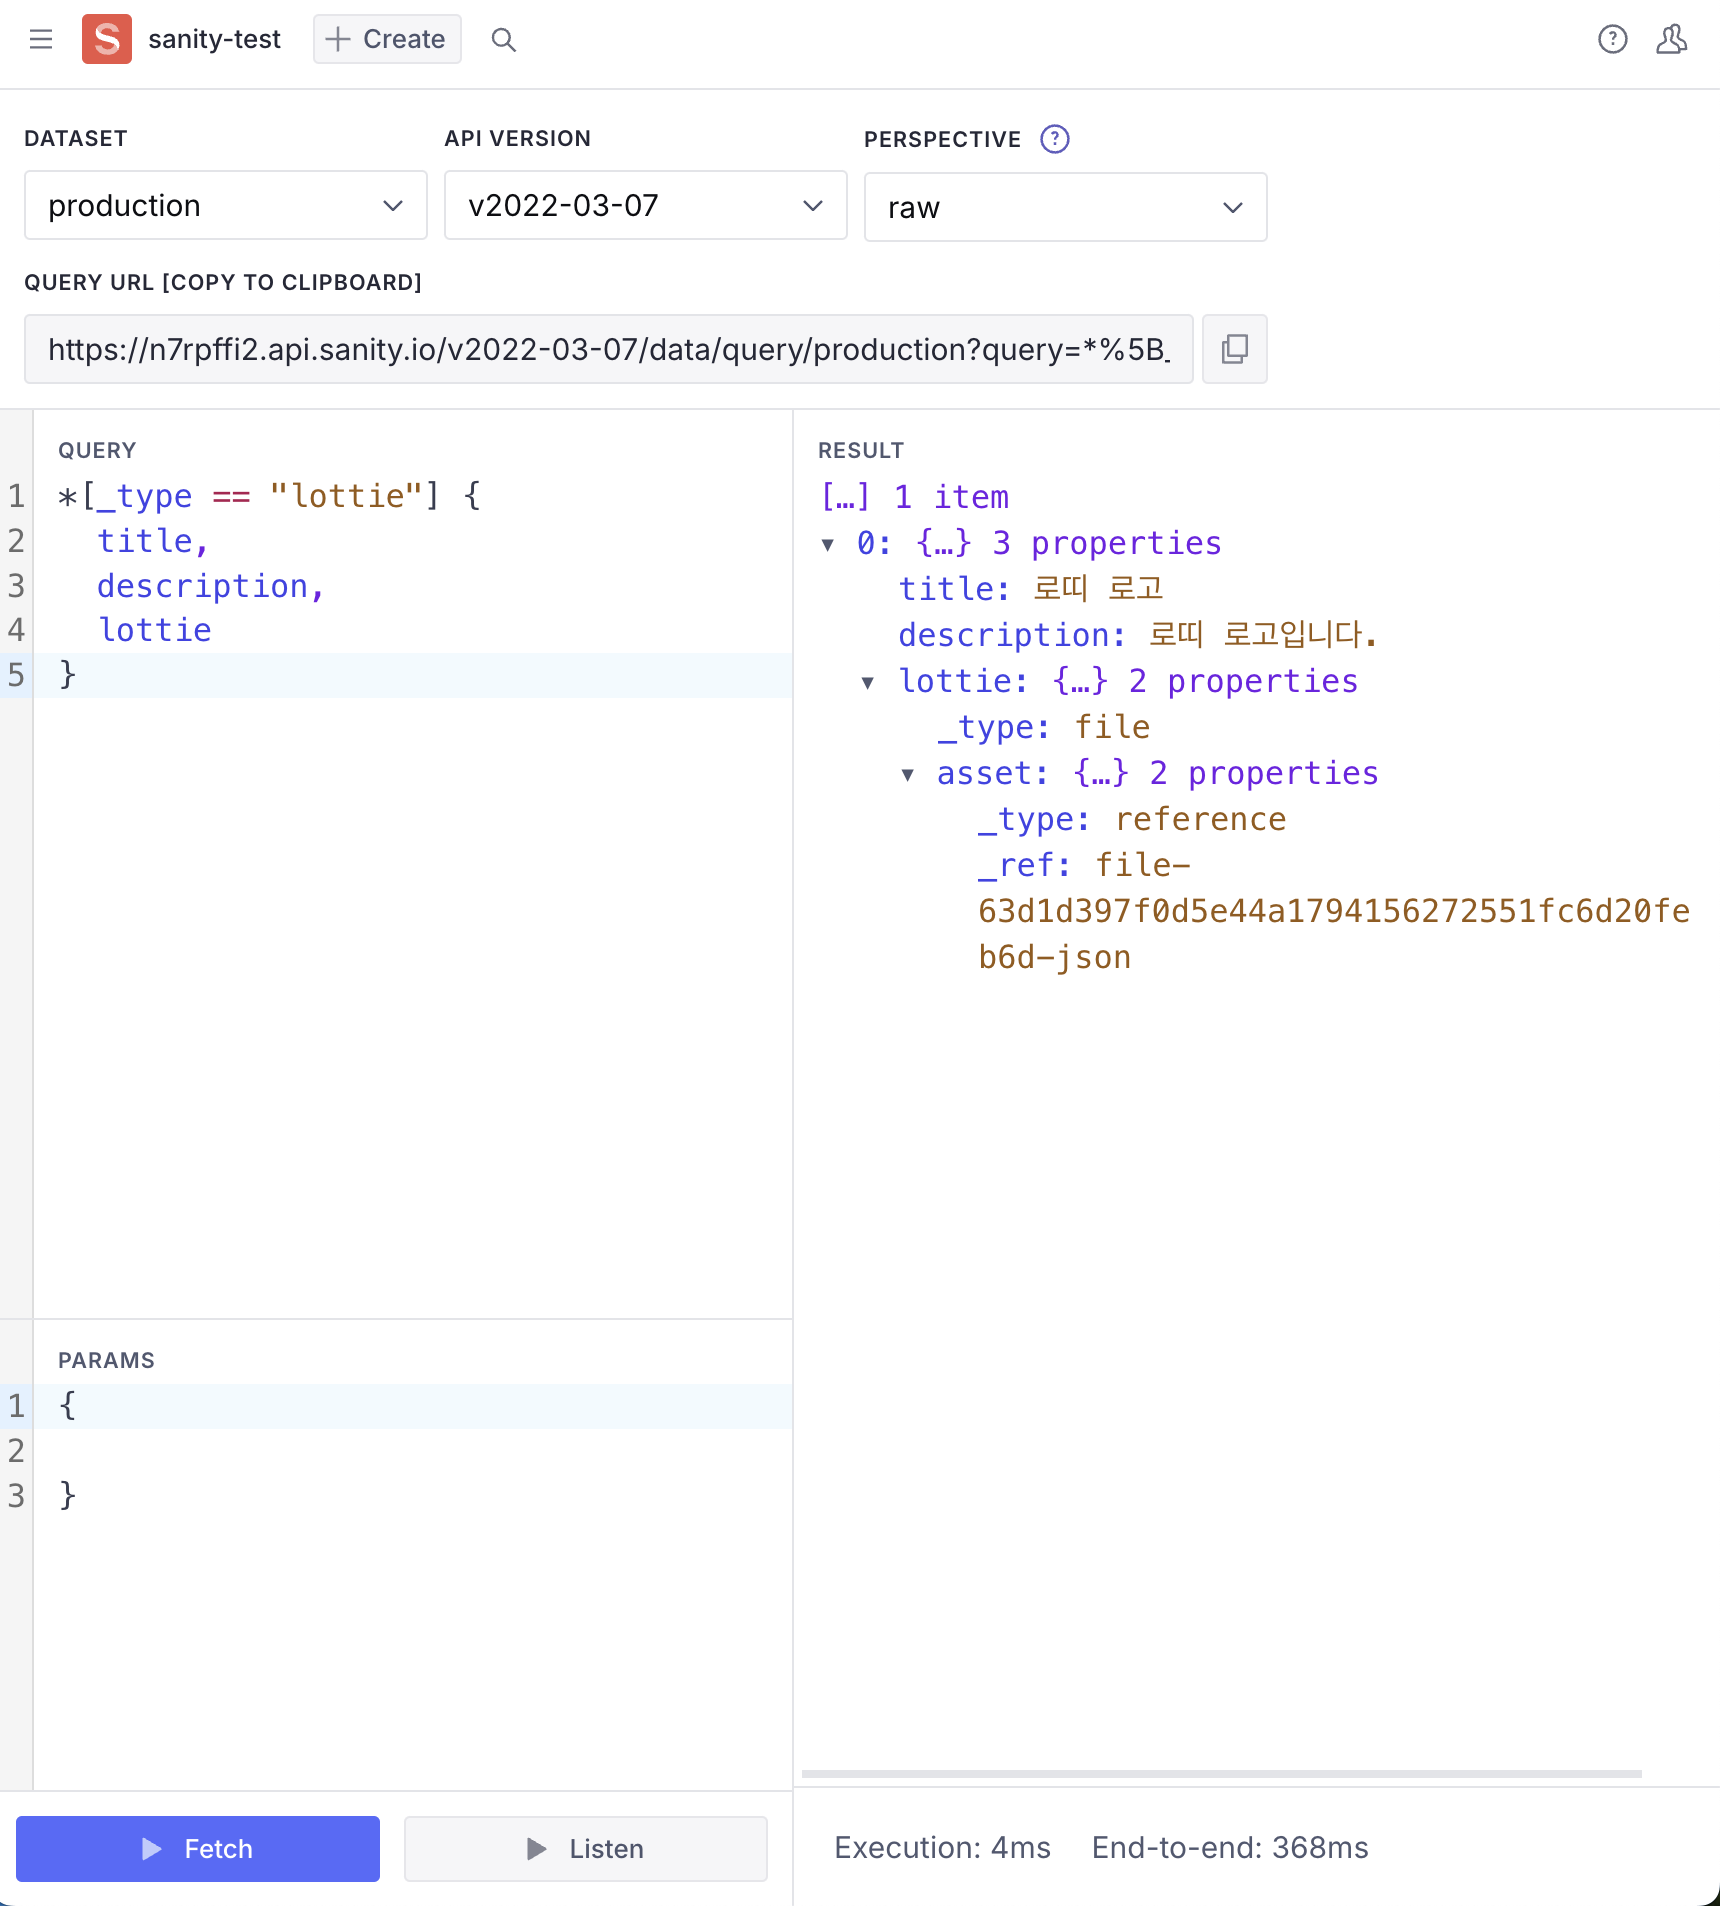 sanity-test
Create
DATASET
API VERSION
PERSPECTIVE
production
v2022-03-07
raw
QUERY URL [COPY TO CLIPBOARD]
https://n7rpffi2.api.sanity.io/v2022-03-07/data/query/production?query=*%5B_
QUERY
1 *[_type == "lottie"] {
2 title,
3 description,
4 lottie
5 }
PARAMS
1 {
2
3 }
Fetch
Listen
RESULT
[…] 1 item
0: {…} 3 properties
title: 로띠 로고
description: 로띠 로고입니다.
lottie: {…} 2 properties
_type: file
asset: {…} 2 properties
_type: reference
_ref: file-
63d1d397f0d5e44a1794156272551fc6d20fe
b6d-json
Execution: 4ms
End-to-end: 368ms